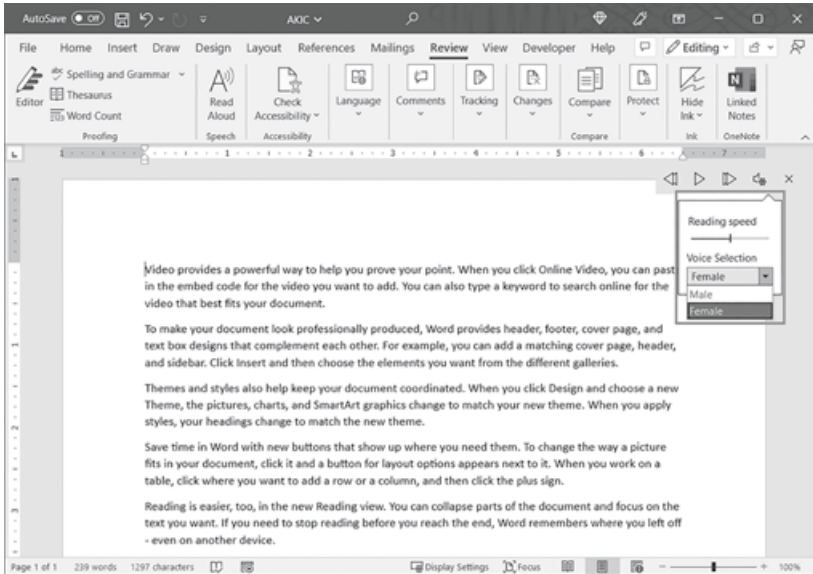 AutoSave Off AKIC
File Home Insert Draw Design Layout References Mailings Review View Developer Help Editing
Editor
Spelling and Grammar
Thesaurus
Word Count
Proofing
Read Aloud
Speech
Check Accessibility
Accessibility
Language
Comments
Tracking
Changes
Compare
Compare
Protect
Hide Ink
Ink
Linked Notes
OneNote
1 1 2 3 4 5 6 7
Reading speed
Voice Selection
Female
Male
Female
Video provides a powerful way to help you prove your point. When you click Online Video, you can past
in the embed code for the video you want to add. You can also type a keyword to search online for the
video that best fits your document.
To make your document look professionally produced, Word provides header, footer, cover page, and
text box designs that complement each other. For example, you can add a matching cover page, header,
and sidebar. Click Insert and then choose the elements you want from the different galleries.
Themes and styles also help keep your document coordinated. When you click Design and choose a new
Theme, the pictures, charts, and SmartArt graphics change to match your new theme. When you apply
styles, your headings change to match the new theme.
Save time in Word with new buttons that show up where you need them. To change the way a picture
fits in your document, click it and a button for layout options appears next to it. When you work on a
table, click where you want to add a row or a column, and then click the plus sign.
Reading is easier, too, in the new Reading view. You can collapse parts of the document and focus on the
text you want. If you need to stop reading before you reach the end, Word remembers where you left off
- even on another device.
Page 1 of 1 239 words 1297 characters Display Settings Focus 100%